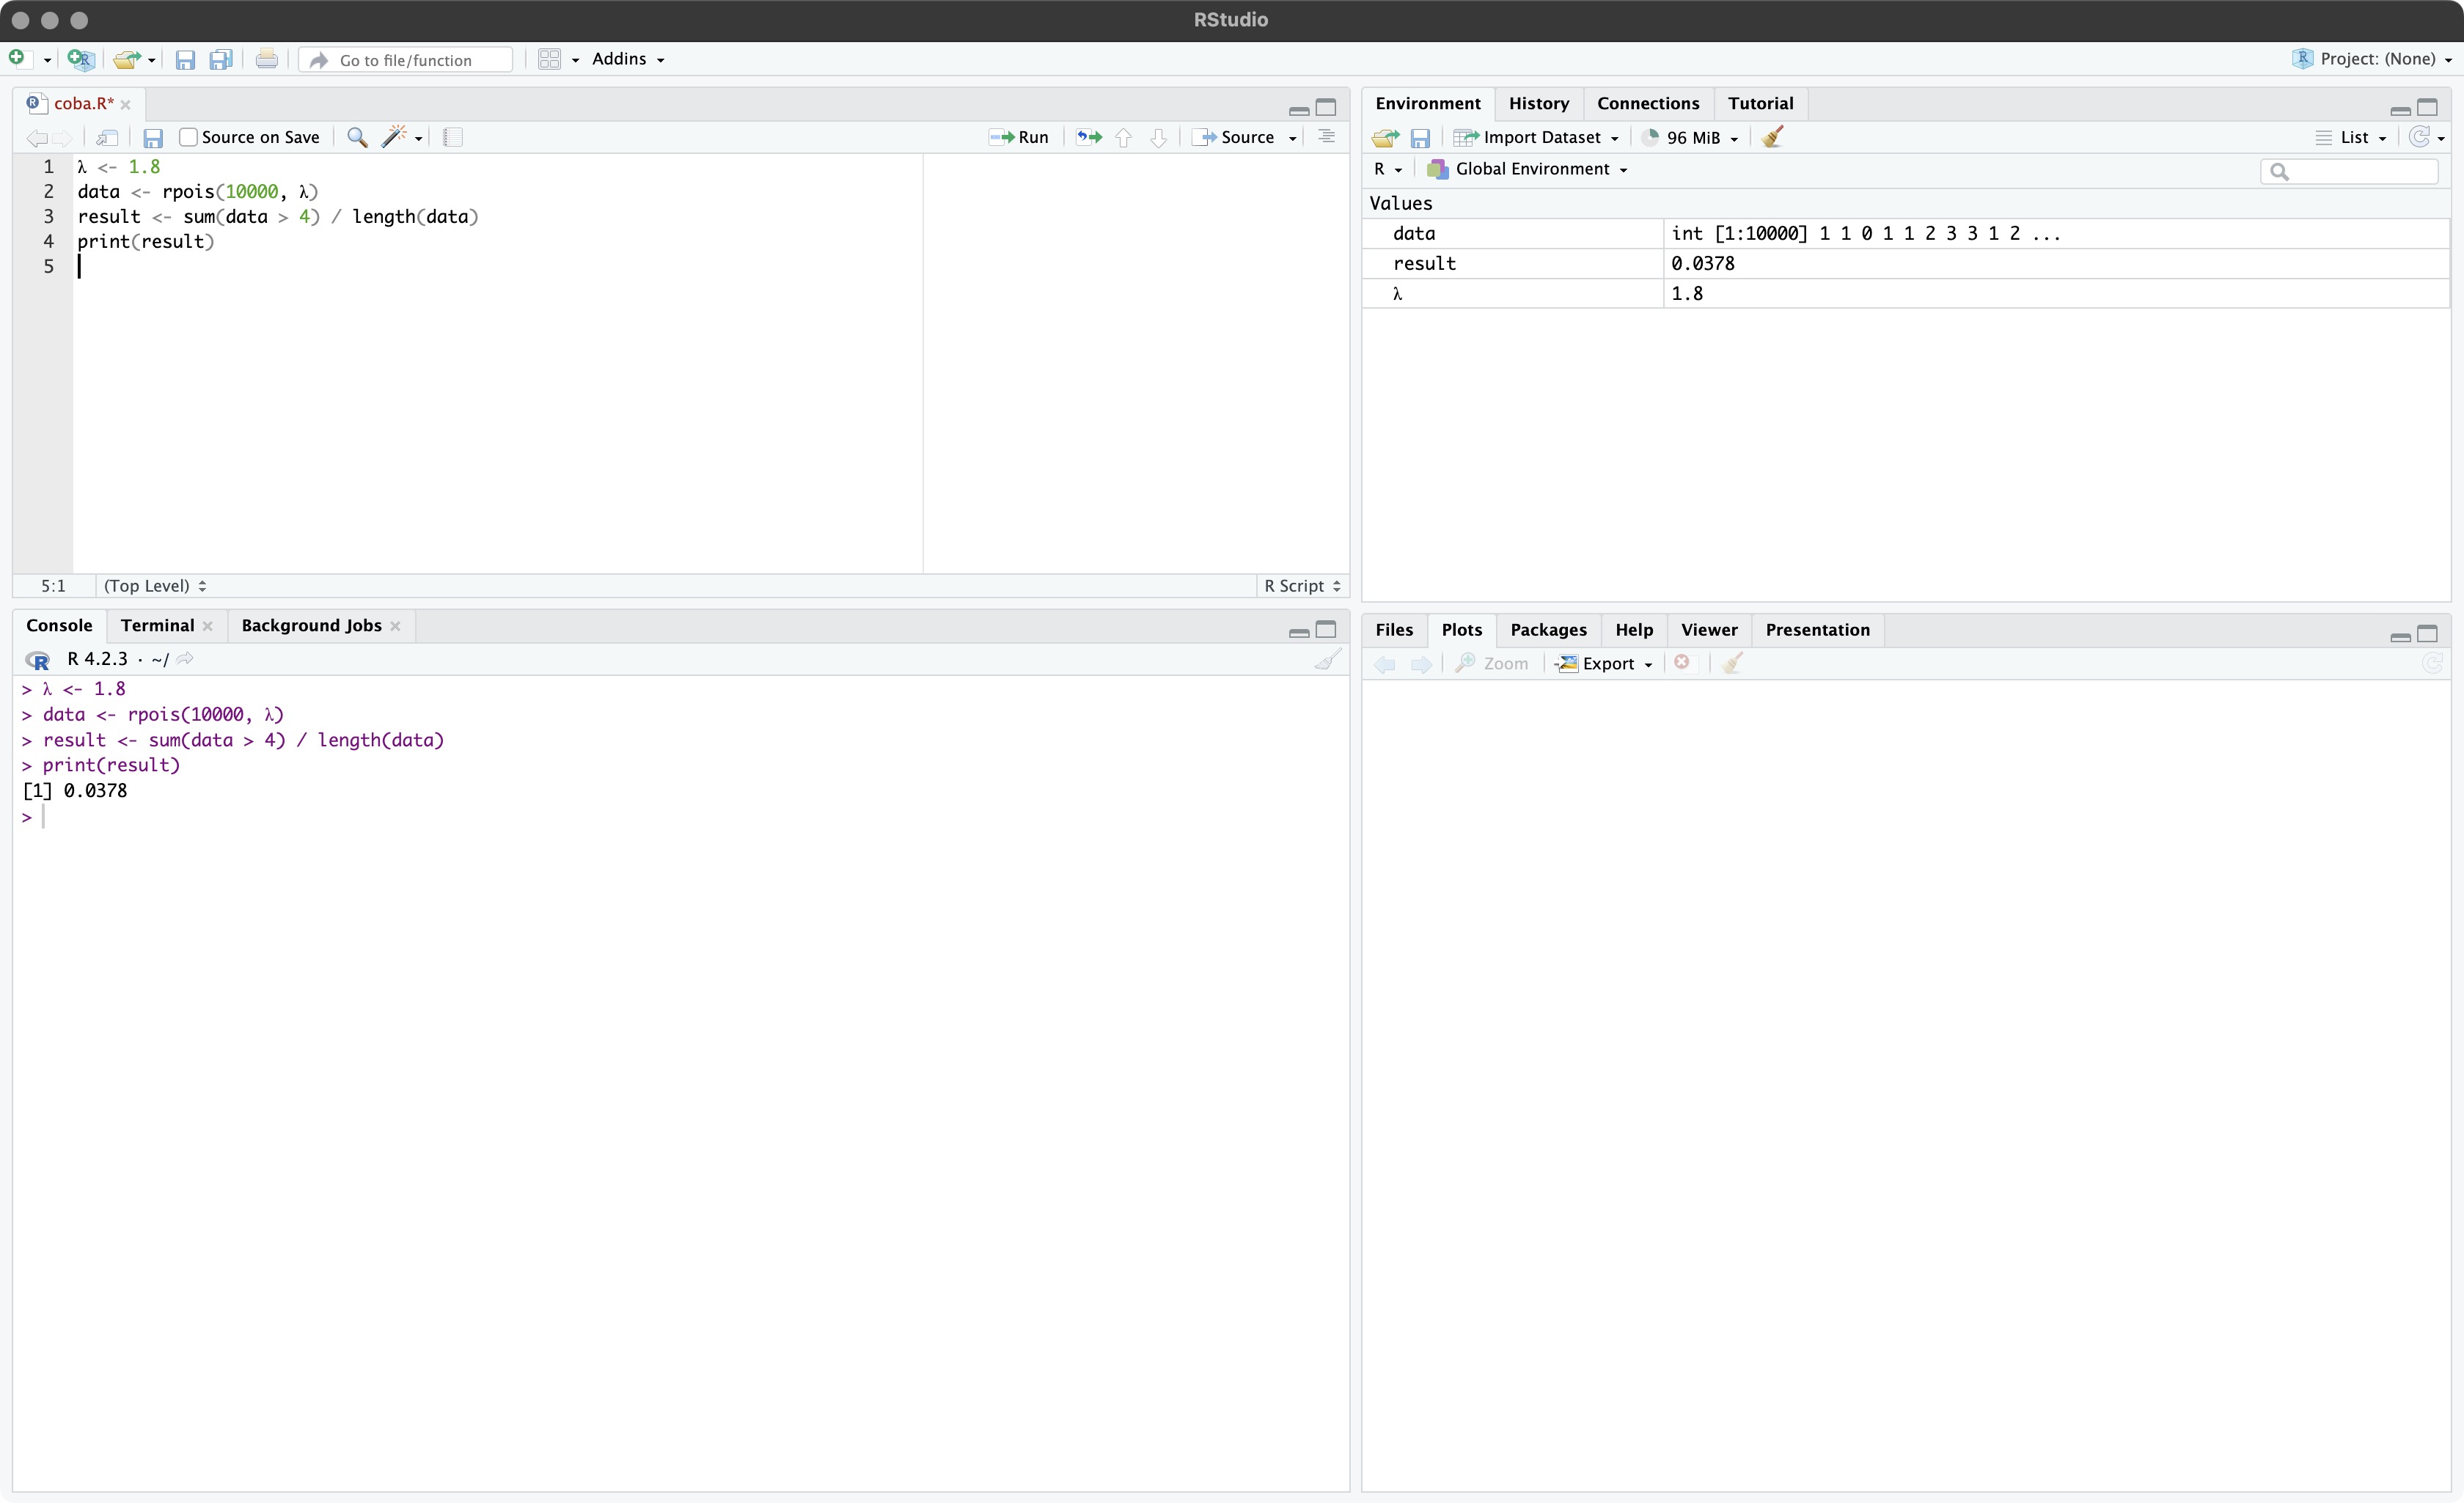 RStudio
Go to file/function Addins Project: (None)
coba.R*
Source on Save Run Source
1 λ <- 1.8
2 data <- rpois(10000, λ)
3 result <- sum(data > 4) / length(data)
4 print(result)
5
5:1 (Top Level) R Script
Console Terminal Background Jobs
R 4.2.3 · ~/
> λ <- 1.8
> data <- rpois(10000, λ)
> result <- sum(data > 4) / length(data)
> print(result)
[1] 0.0378
>
Environment History Connections Tutorial
Import Dataset 96 MiB List
R Global Environment
Values
data int [1:10000] 1 1 0 1 1 2 3 3 1 2 ...
result 0.0378
λ 1.8
Files Plots Packages Help Viewer Presentation
Zoom Export